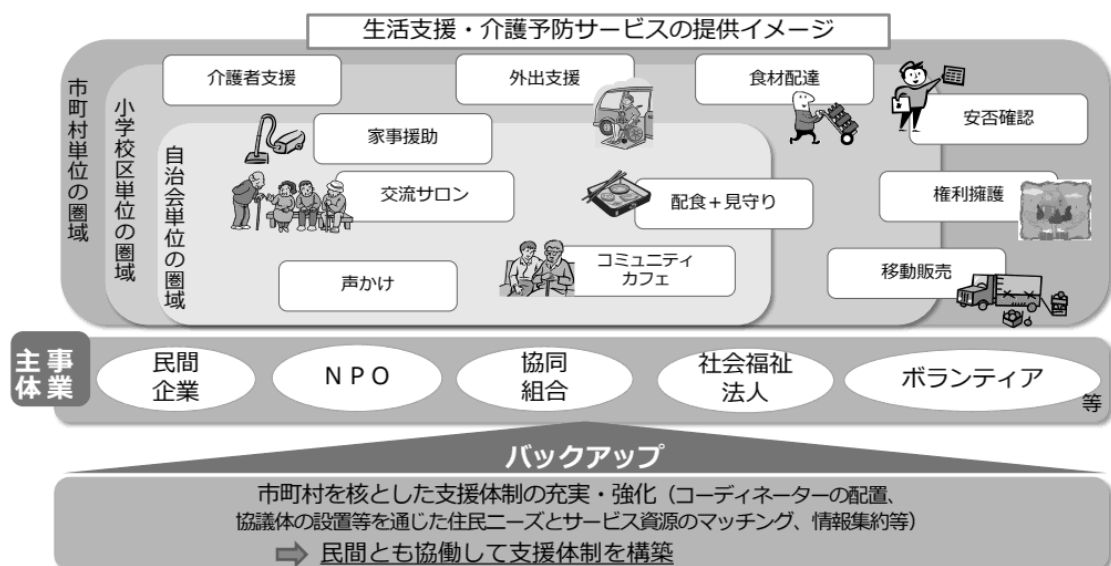 生活支援・介護予防サービスの提供イメージ
市町村単位の圏域
小学校区単位の圏域
自治会単位の圏域
介護者支援
外出支援
食材配達
安否確認
家事援助
交流サロン
配食＋見守り
権利擁護
声かけ
コミュニティ
カフェ
移動販売
事業
主体
民間
企業
ＮＰＯ
協同
組合
社会福祉
法人
ボランティア
等
バックアップ
市町村を核とした支援体制の充実・強化（コーディネーターの配置、
協議体の設置等を通じた住民ニーズとサービス資源のマッチング、情報集約等）
民間とも協働して支援体制を構築